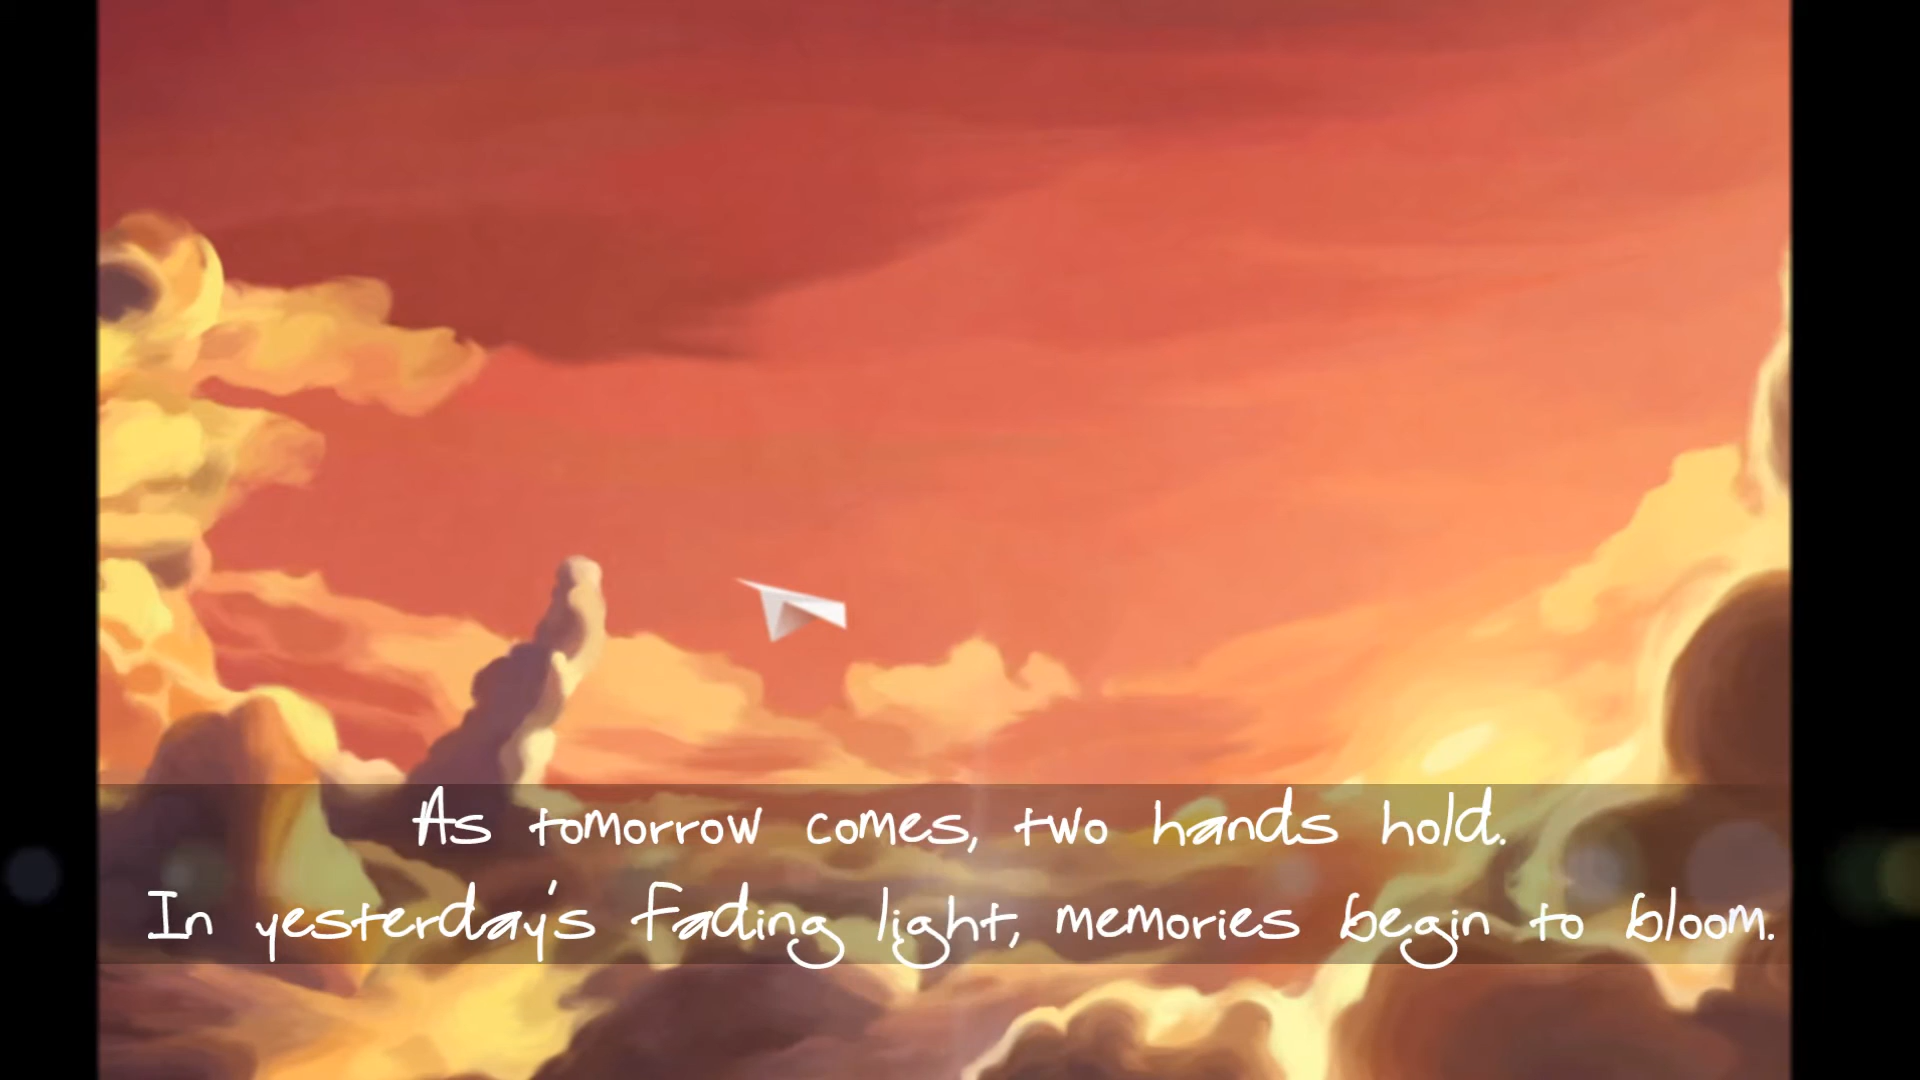 As tomorrow comes, two hands hold.
In yesterday's fading light, memories begin to bloom.